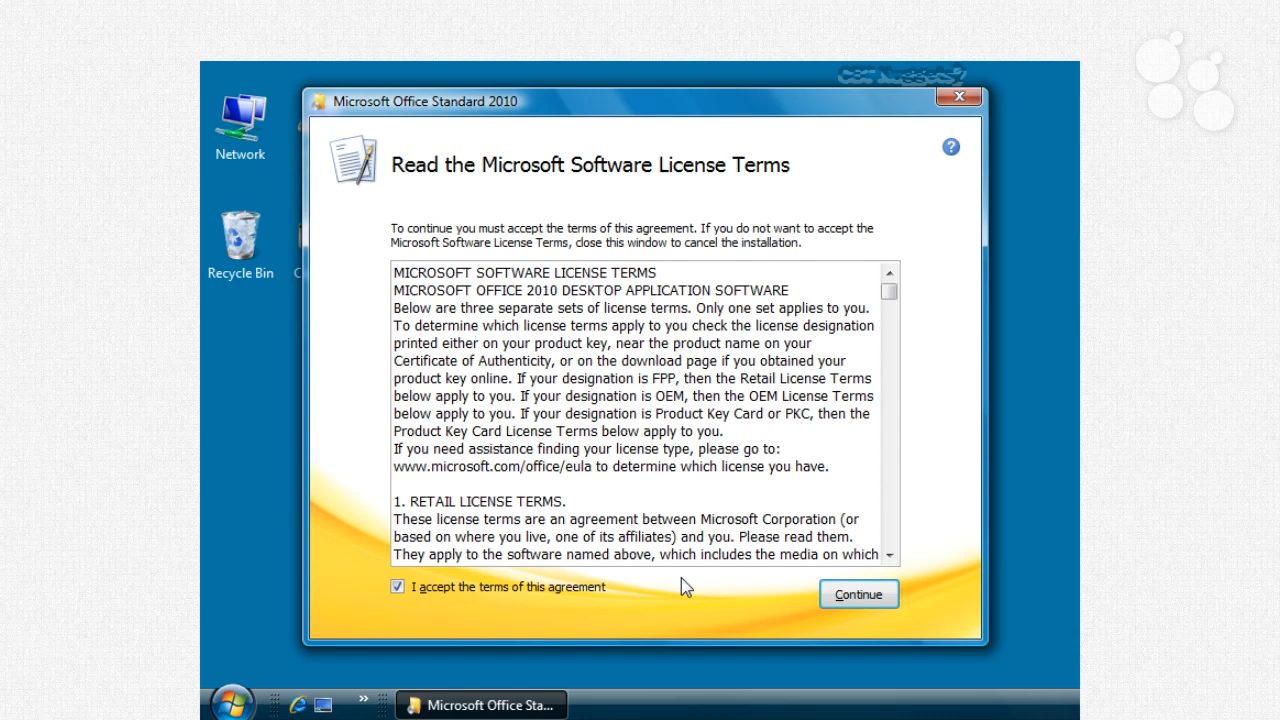 Microsoft Office Standard 2010
Network
Recycle Bin
Read the Microsoft Software License Terms
To continue you must accept the terms of this agreement. If you do not want to accept the
Microsoft Software License Terms, close this window to cancel the installation.
MICROSOFT SOFTWARE LICENSE TERMS
MICROSOFT OFFICE 2010 DESKTOP APPLICATION SOFTWARE
Below are three separate sets of license terms. Only one set applies to you.
To determine which license terms apply to you check the license designation
printed either on your product key, near the product name on your
Certificate of Authenticity, or on the download page if you obtained your
product key online. If your designation is FPP, then the Retail License Terms
below apply to you. If your designation is OEM, then the OEM License Terms
below apply to you. If your designation is Product Key Card or PKC, then the
Product Key Card License Terms below apply to you.
If you need assistance finding your license type, please go to:
www.microsoft.com/office/eula to determine which license you have.
1. RETAIL LICENSE TERMS.
These license terms are an agreement between Microsoft Corporation (or
based on where you live, one of its affiliates) and you. Please read them.
They apply to the software named above, which includes the media on which
I accept the terms of this agreement
Continue
Microsoft Office Sta...